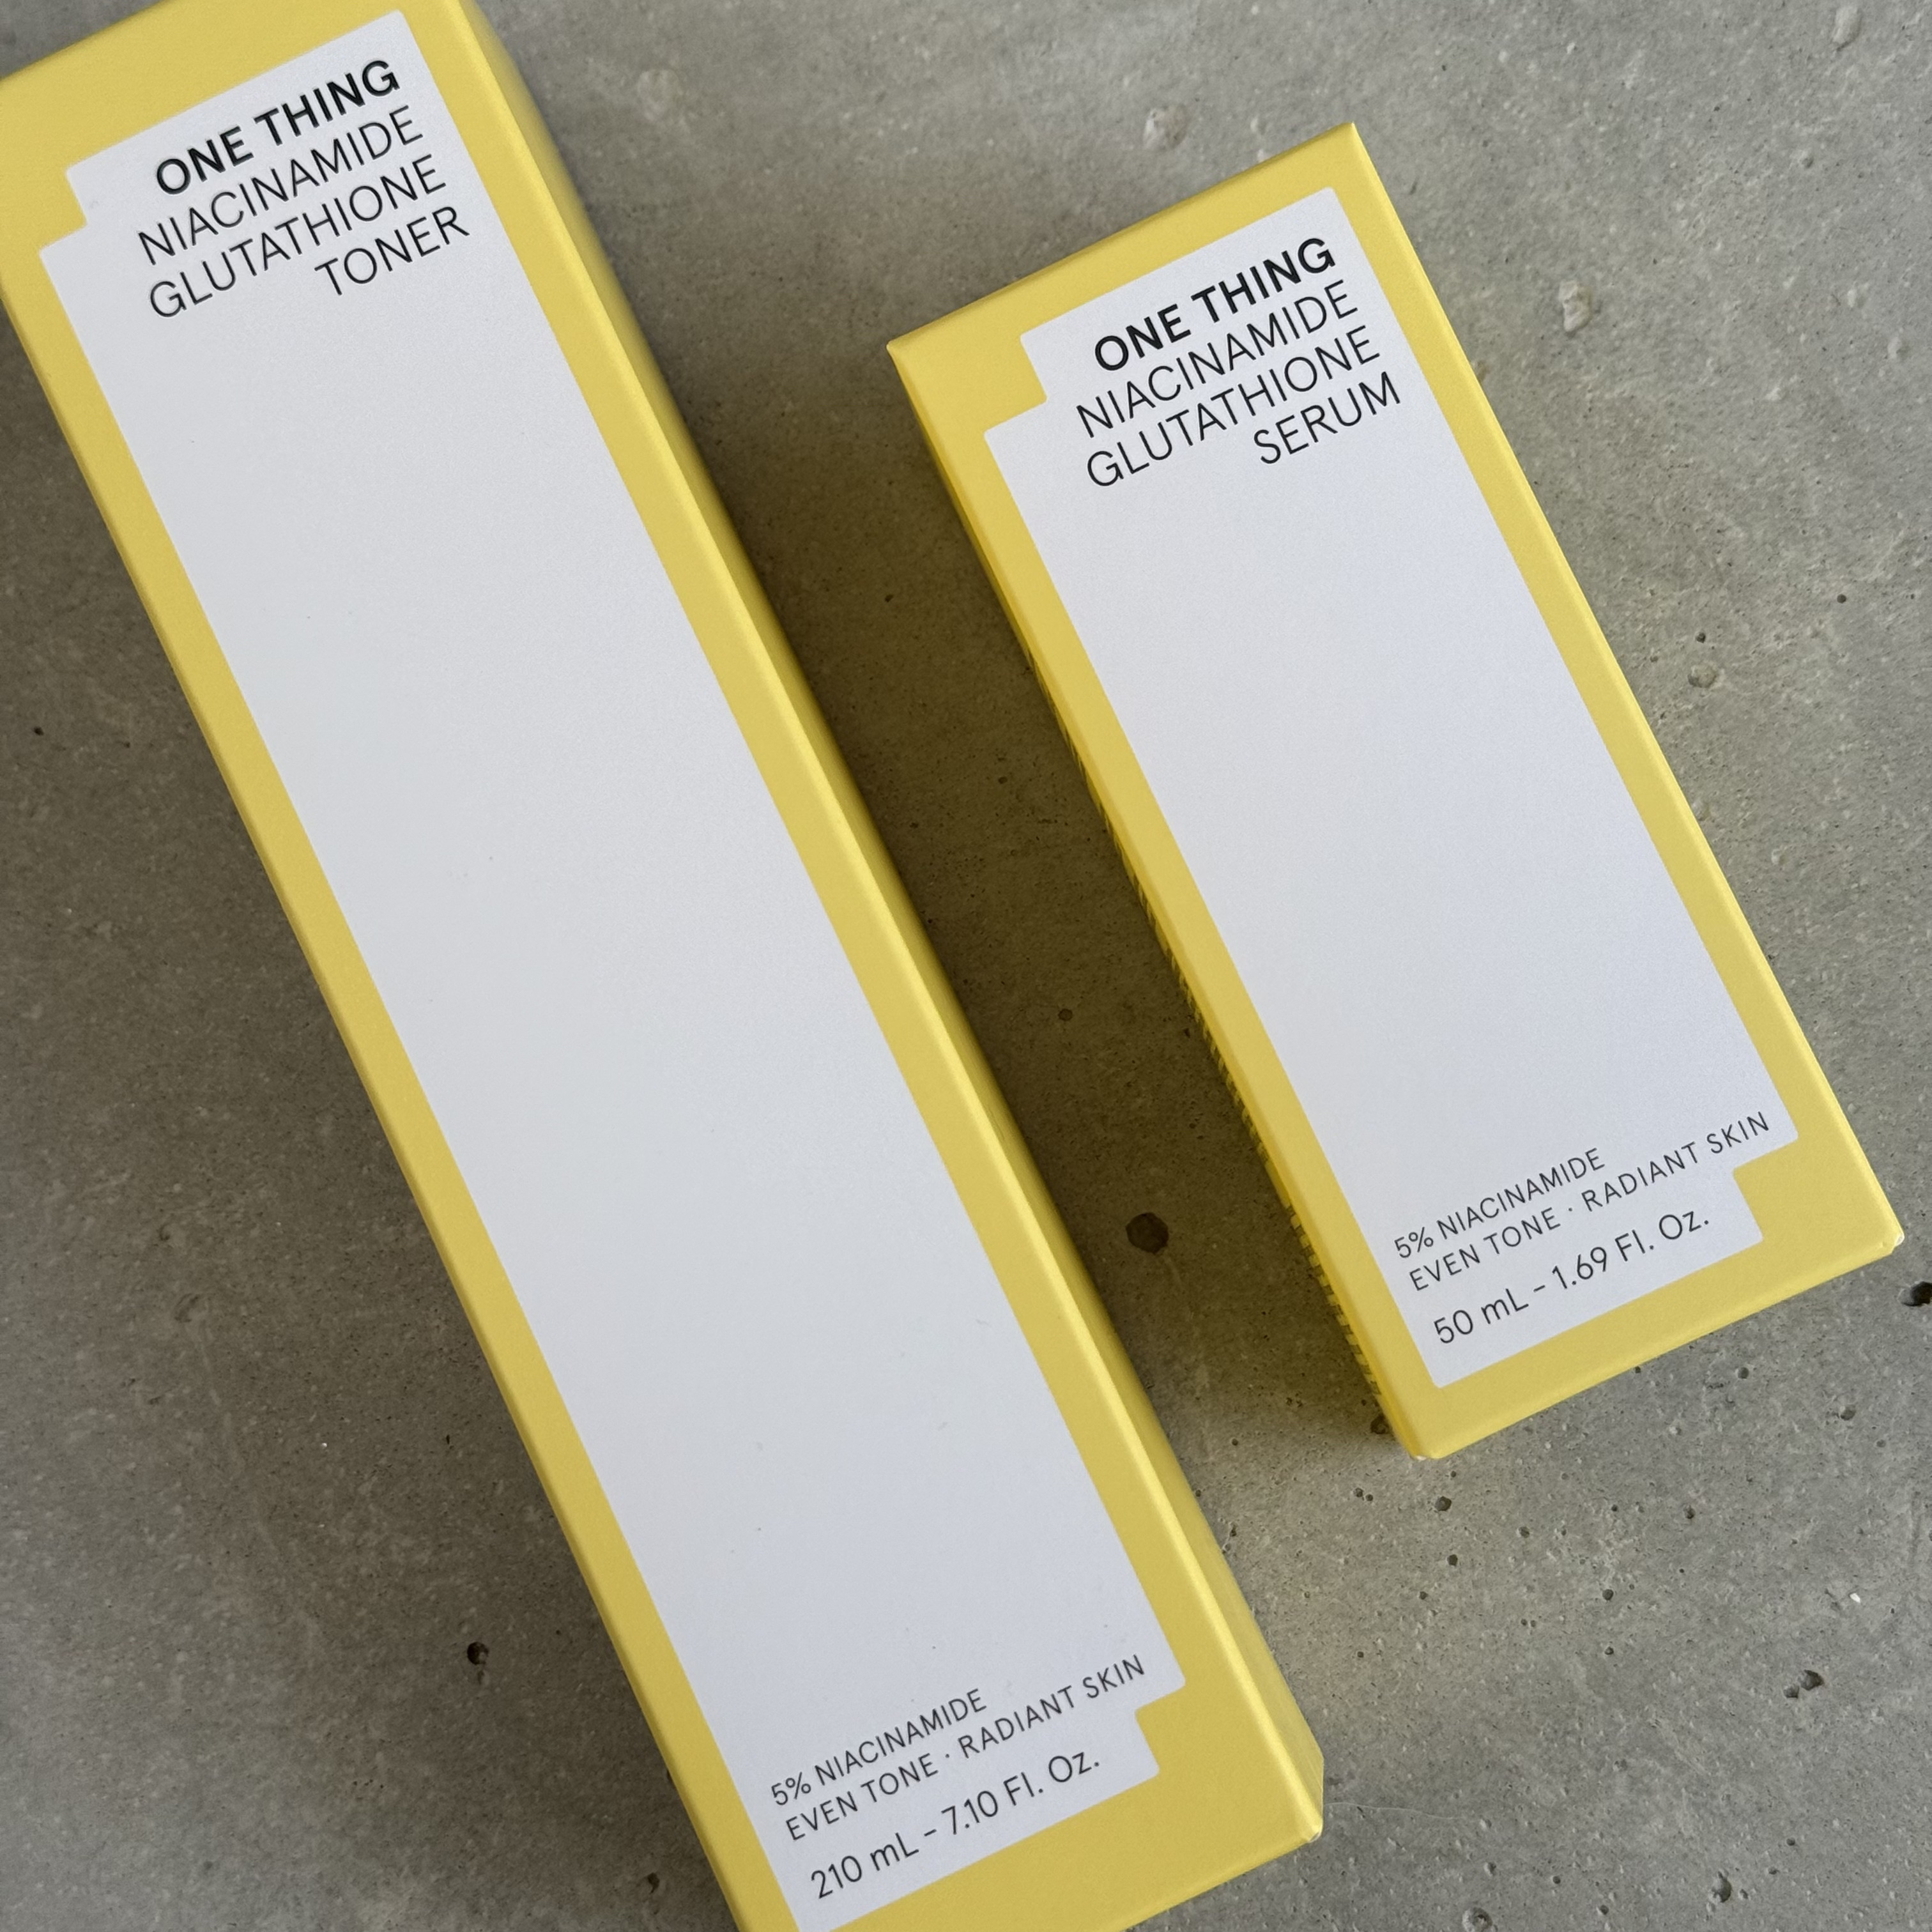 ONE THING
NIACINAMIDE
GLUTATHIONE
TONER
5% NIACINAMIDE
EVEN TONE · RADIANT SKIN
210 mL – 7.10 Fl. Oz.
ONE THING
NIACINAMIDE
GLUTATHIONE
SERUM
5% NIACINAMIDE
EVEN TONE · RADIANT SKIN
50 mL – 1.69 Fl. Oz.